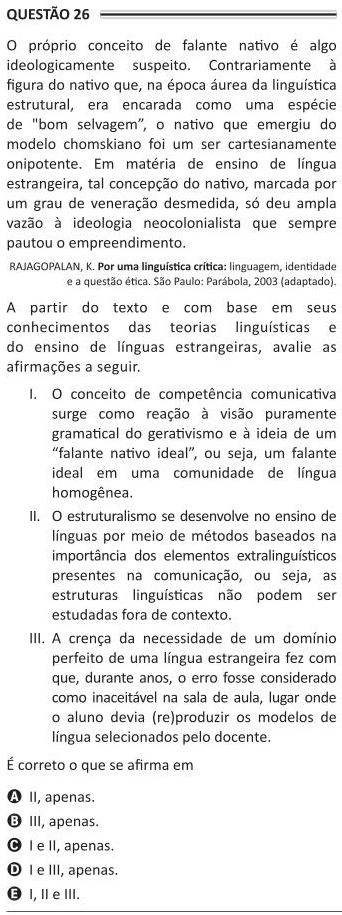 QUESTÃO 26
O próprio conceito de falante nativo é algo
ideologicamente suspeito. Contrariamente à
figura do nativo que, na época áurea da linguística
estrutural, era encarada como uma espécie
de "bom selvagem”, o nativo que emergiu do
modelo chomskiano foi um ser cartesianamente
onipotente. Em matéria de ensino de língua
estrangeira, tal concepção do nativo, marcada por
um grau de veneração desmedida, só deu ampla
vazão à ideologia neocolonialista que sempre
pautou o empreendimento.
RAJAGOPALAN, K. Por uma linguística crítica: linguagem, identidade
e a questão ética. São Paulo: Parábola, 2003 (adaptado).
A partir do texto e com base em seus
conhecimentos das teorias linguísticas e
do ensino de línguas estrangeiras, avalie as
afirmações a seguir.
I. O conceito de competência comunicativa
surge como reação à visão puramente
gramatical do gerativismo e à ideia de um
“falante nativo ideal”, ou seja, um falante
ideal em uma comunidade de língua
homogênea.
II. O estruturalismo se desenvolve no ensino de
línguas por meio de métodos baseados na
importância dos elementos extralinguísticos
presentes na comunicação, ou seja, as
estruturas linguísticas não podem ser
estudadas fora de contexto.
III. A crença da necessidade de um domínio
perfeito de uma língua estrangeira fez com
que, durante anos, o erro fosse considerado
como inaceitável na sala de aula, lugar onde
o aluno devia (re)produzir os modelos de
língua selecionados pelo docente.
É correto o que se afirma em
A II, apenas.
B III, apenas.
C I e II, apenas.
D I e III, apenas.
E I, II e III.